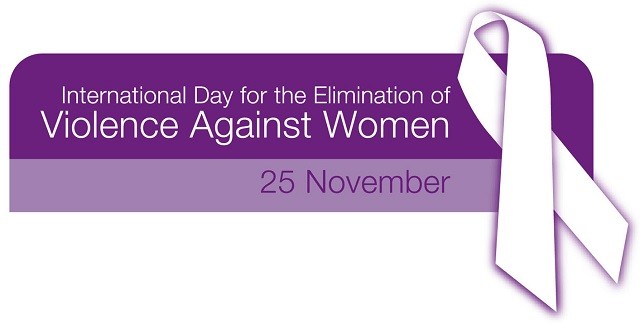 International Day for the Elimination of
Violence Against Women
25 November